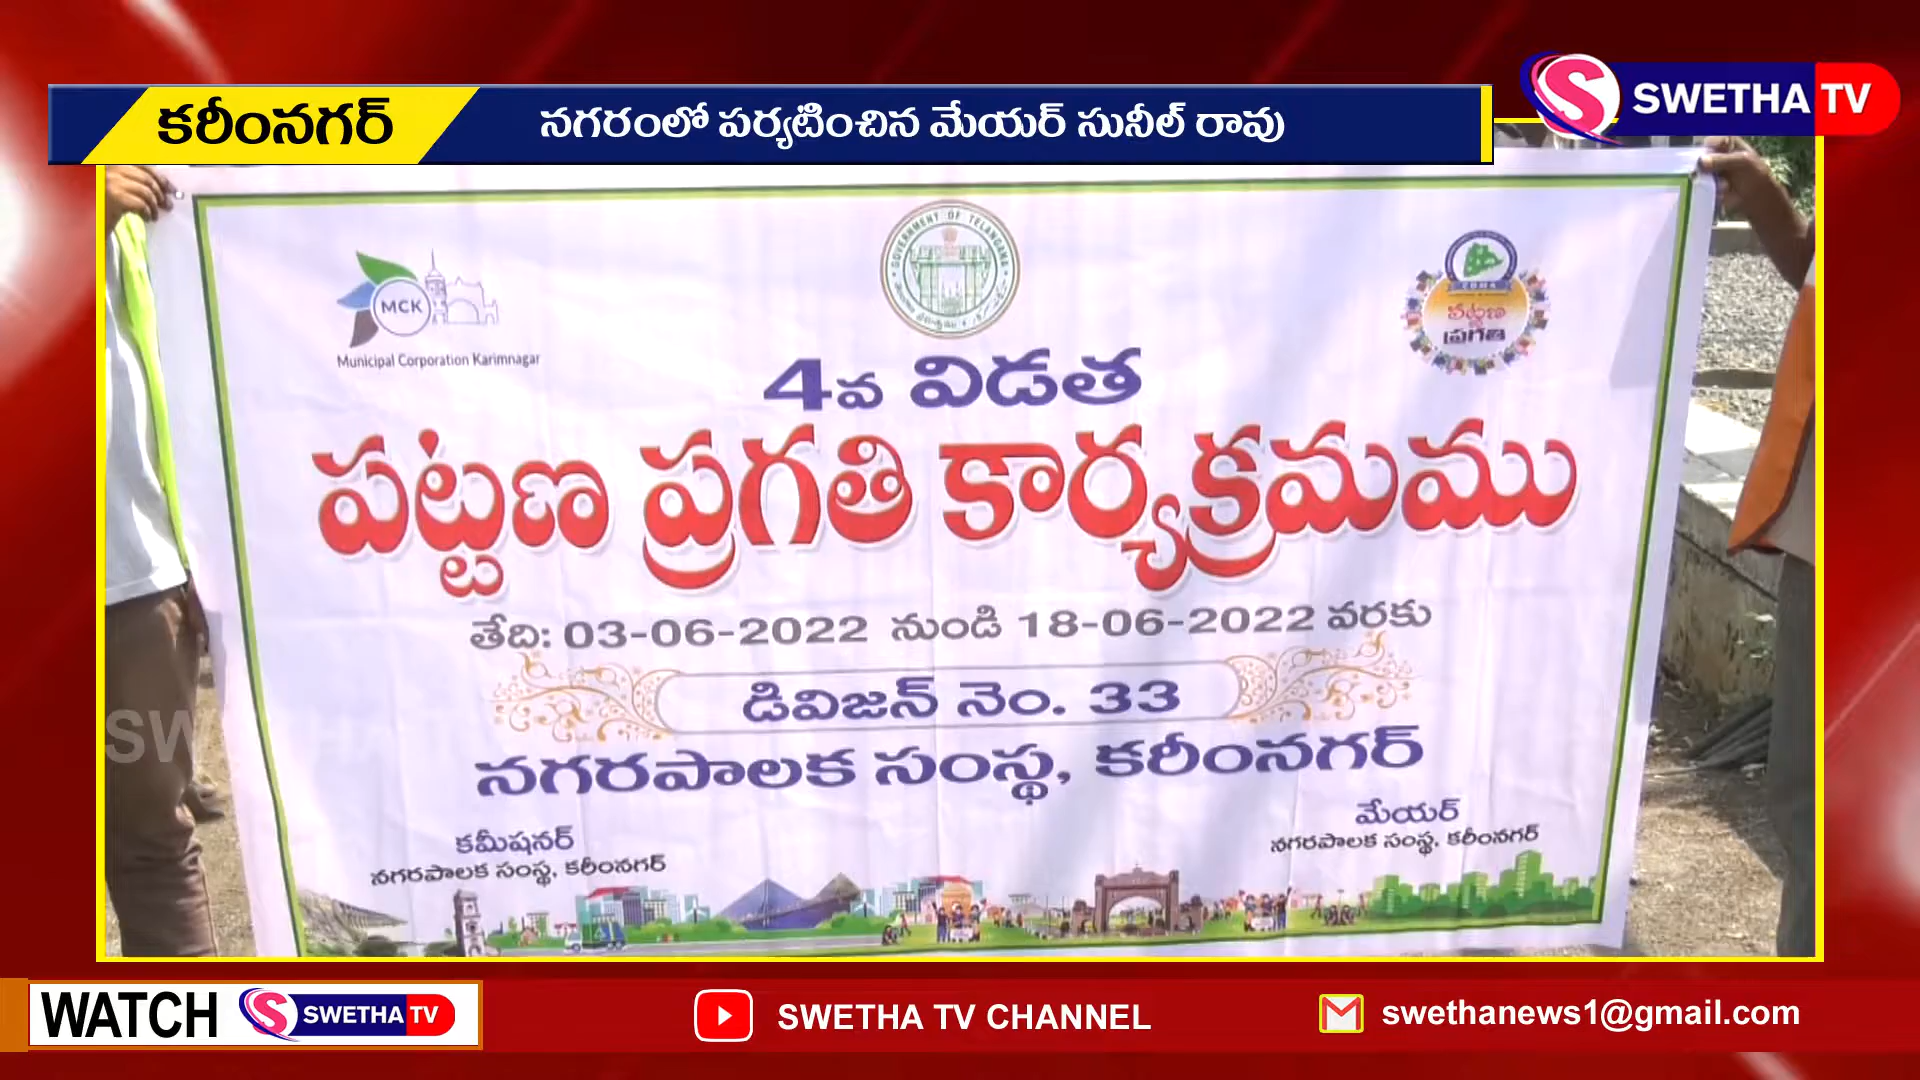 SWETHA TV
కరీంనగర్
నగరంలో పర్యటించిన మేయర్ సునీల్ రావు
GOVERNMENT OF TELANGANA
MCK
Municipal Corporation Karimnagar
CDMA
పట్టణ
ప్రగతి
4వ విడత
పట్టణ ప్రగతి కార్యక్రమము
తేది: 03-06-2022 నుండి 18-06-2022 వరకు
డివిజన్ నెం. 33
నగరపాలక సంస్థ, కరీంనగర్
కమీషనర్
నగరపాలక సంస్థ, కరీంనగర్
మేయర్
నగరపాలక సంస్థ, కరీంనగర్
WATCH SWETHA TV
SWETHA TV CHANNEL
swethanews1@gmail.com